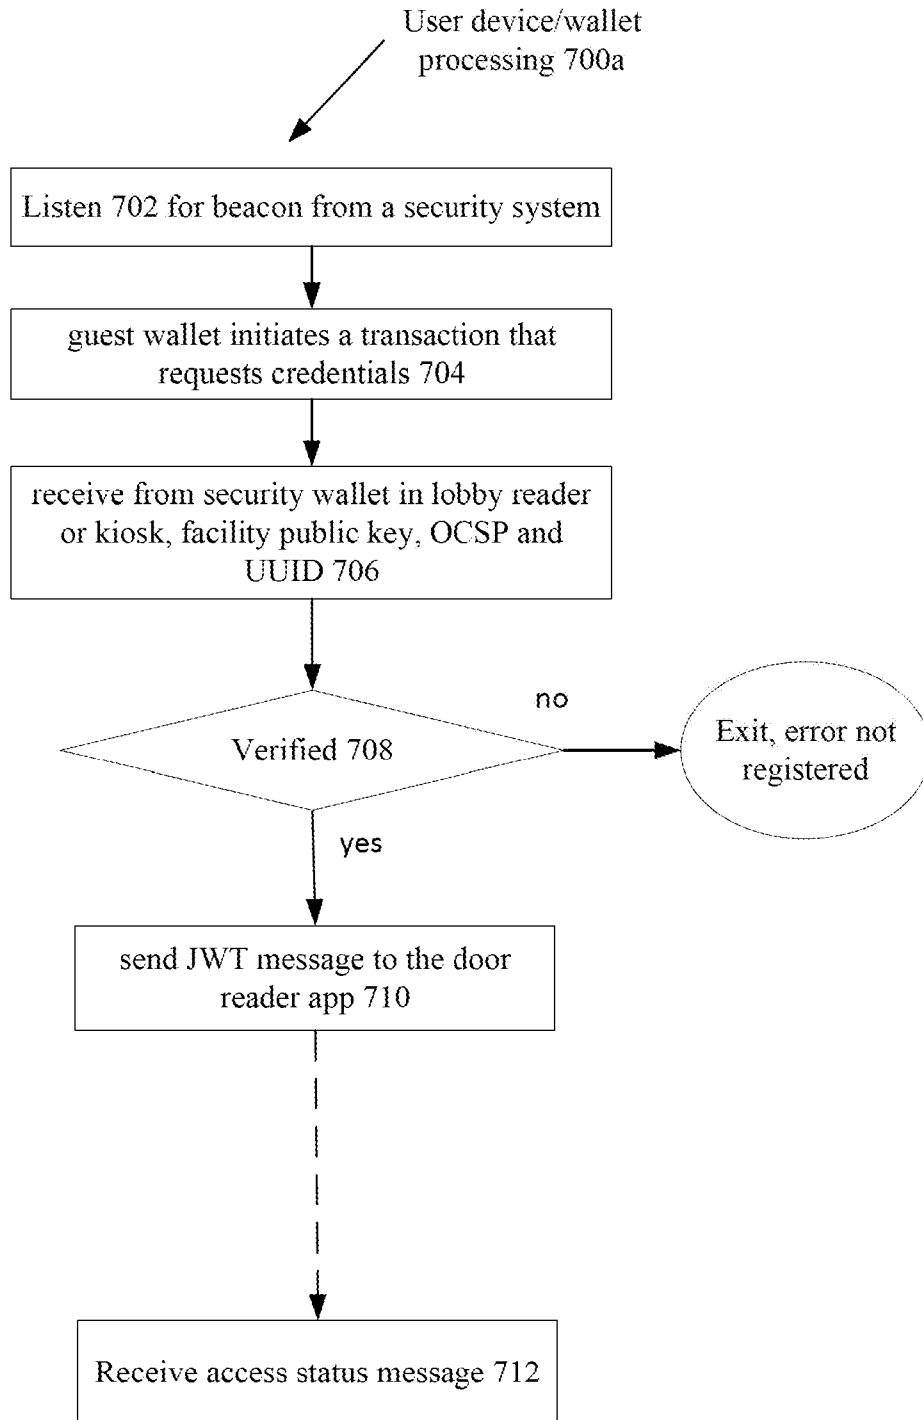 User device/wallet
processing 700a
Listen 702 for beacon from a security system
guest wallet initiates a transaction that
requests credentials 704
receive from security wallet in lobby reader
or kiosk, facility public key, OCSP and
UUID 706
Verified 708
no
Exit, error not
registered
yes
send JWT message to the door
reader app 710
Receive access status message 712